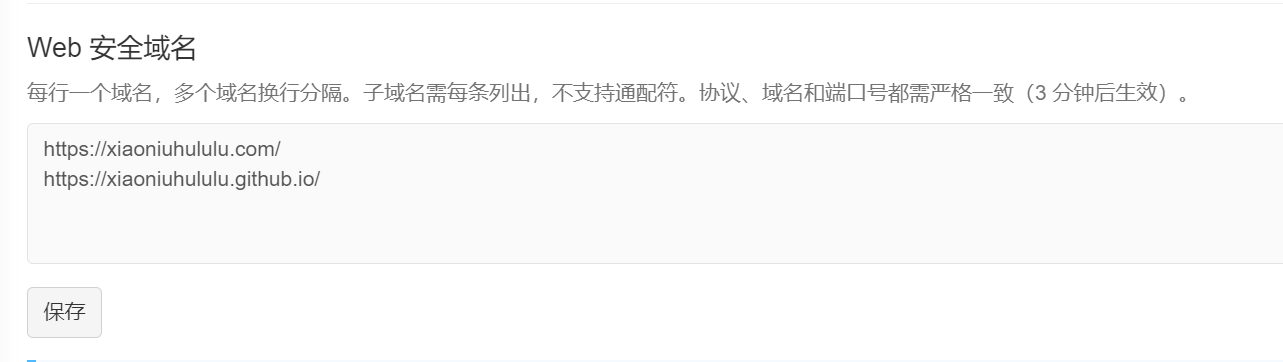 Web 安全域名
每行一个域名，多个域名换行分隔。子域名需每条列出，不支持通配符。协议、域名和端口号都需严格一致（3 分钟后生效）。
https://xiaoniuhululu.com/
https://xiaoniuhululu.github.io/
保存